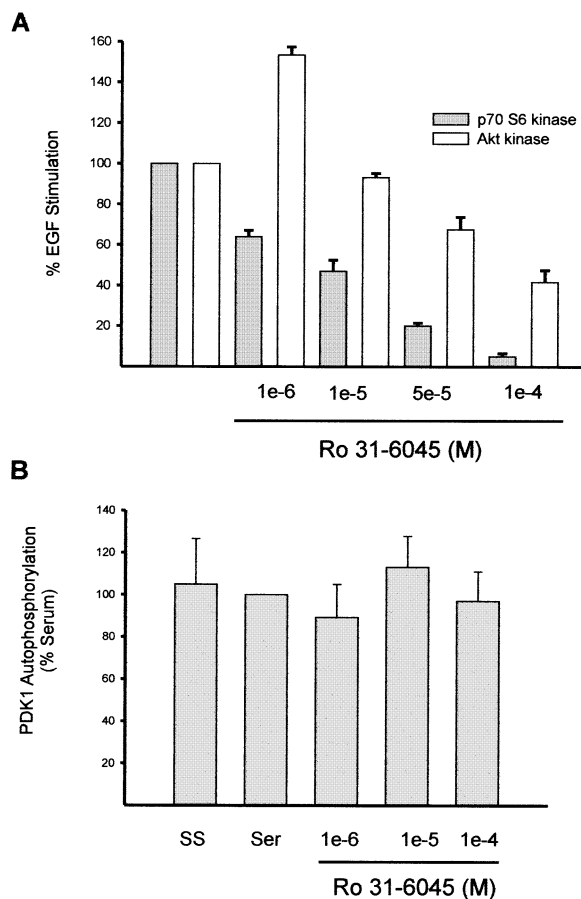 A
160
140
120
100
80
60
40
20
% EGF Stimulation
p70 S6 kinase
Akt kinase
1e-6 1e-5 5e-5 1e-4
Ro 31-6045 (M)
B
140
120
100
80
60
40
20
PDK1 Autophosphorylation
(% Serum)
SS Ser 1e-6 1e-5 1e-4
Ro 31-6045 (M)